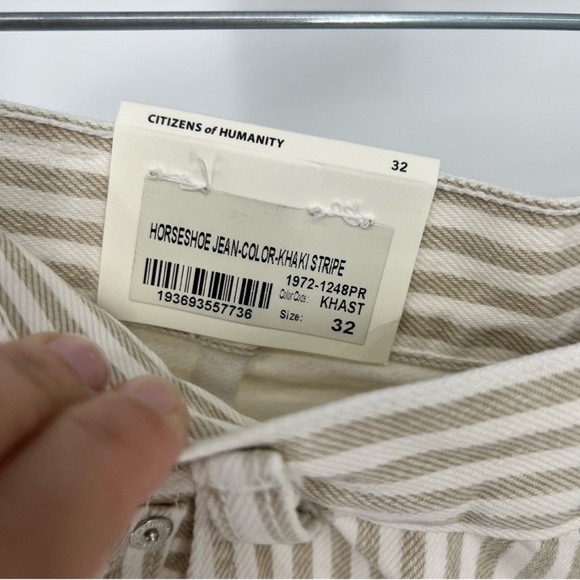 CITIZENS of HUMANITY
32
HORSESHOE JEAN-COLOR-KHAKI STRIPE
1972-1248PR
193693557736
Color Code: KHAST
Size: 32